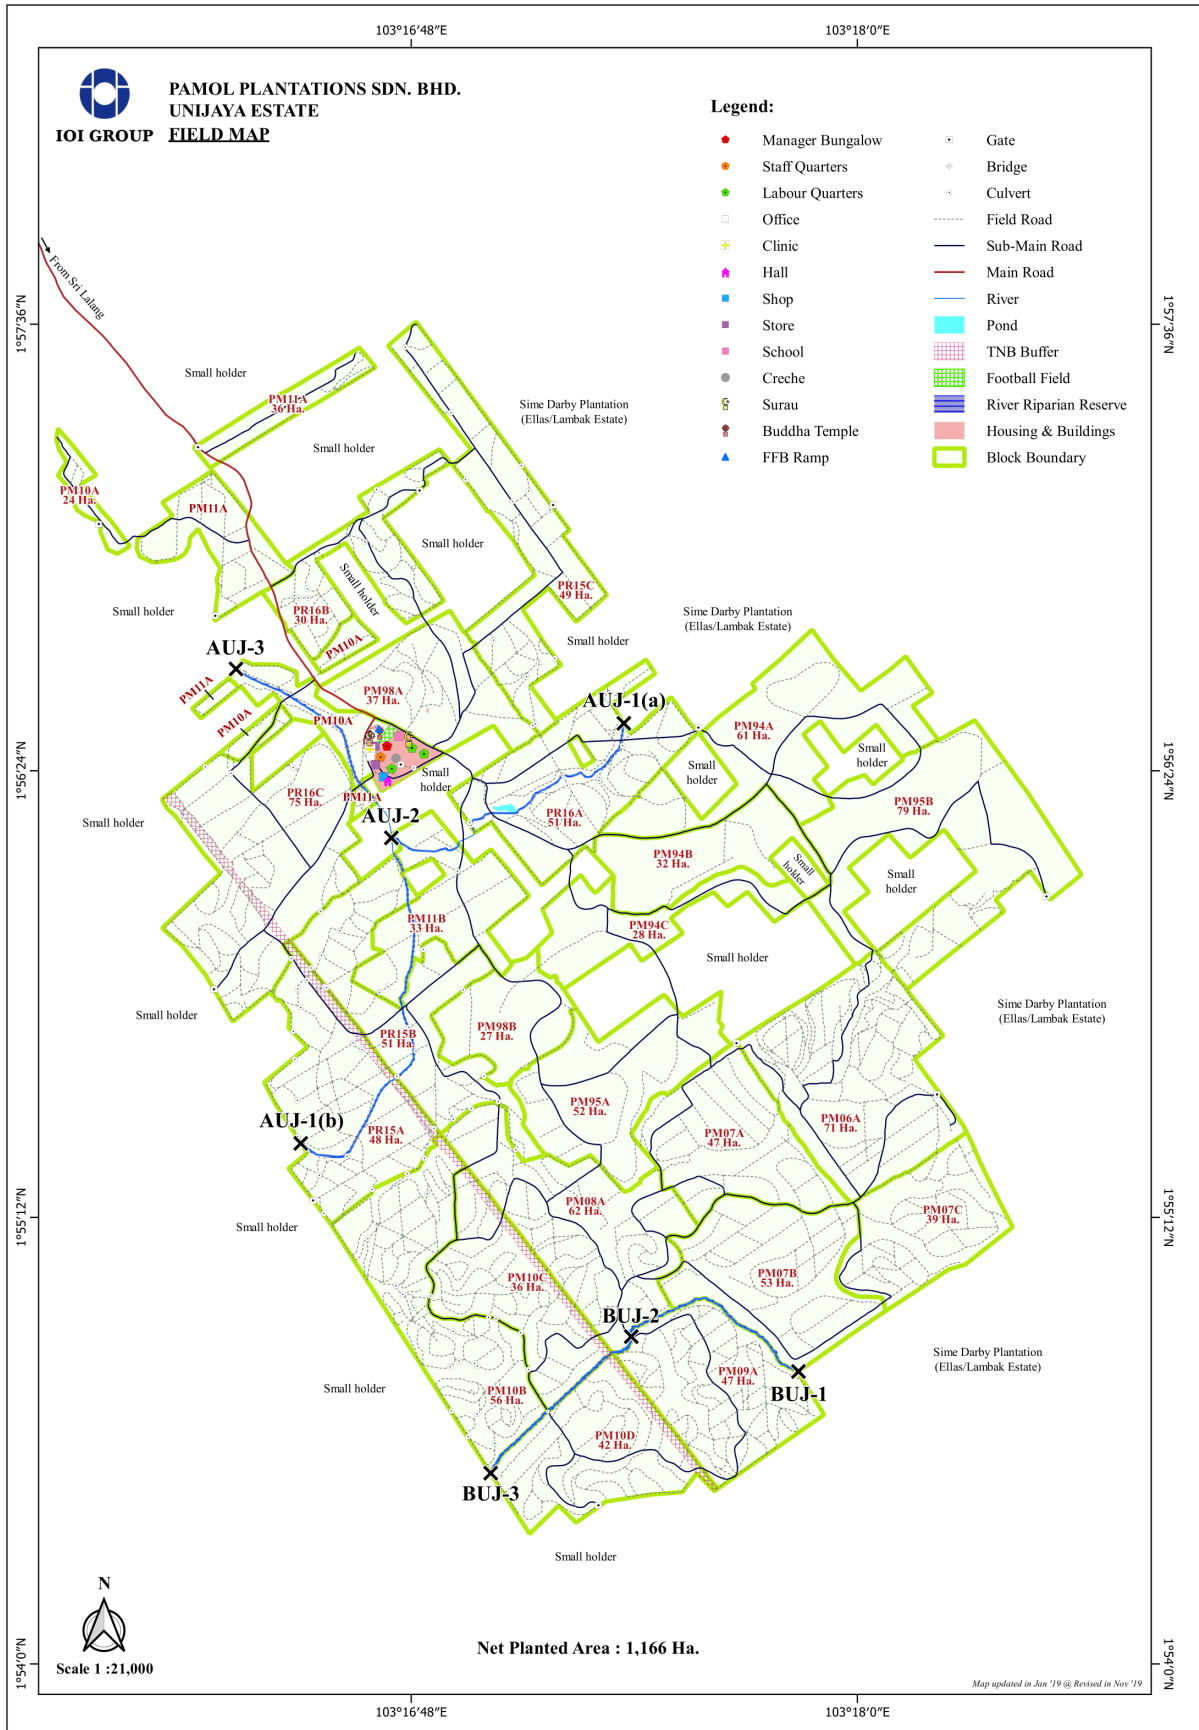 103°16'48"E
103°18'0"E
IOI GROUP
PAMOL PLANTATIONS SDN. BHD.
UNIJAYA ESTATE
FIELD MAP
Legend:
Manager Bungalow
Staff Quarters
Labour Quarters
Office
Clinic
Hall
Shop
Store
School
Creche
Surau
Buddha Temple
FFB Ramp
Gate
Bridge
Culvert
Field Road
Sub-Main Road
Main Road
River
Pond
TNB Buffer
Football Field
River Riparian Reserve
Housing & Buildings
Block Boundary
From Sri Lalang
1°57'36"N
1°57'36"N
Small holder
PM11A
36 Ha.
Sime Darby Plantation
(Ellas/Lambak Estate)
Small holder
PM10A
24 Ha.
PM11A
Small holder
Small holder
PR15C
49 Ha.
Small holder
PR16B
30 Ha.
Sime Darby Plantation
(Ellas/Lambak Estate)
Small holder
PM10A
AUJ-3
PM11A
PM98A
37 Ha.
AUJ-1(a)
PM10A
PM10A
PM94A
61 Ha.
Small
holder
1°56'24"N
1°56'24"N
Small
holder
Small
holder
PR16C
75 Ha.
PM11A
PM95B
79 Ha.
AUJ-2
PR16A
51 Ha.
Small holder
PM94B
32 Ha.
Small
holder
Small
holder
PM11B
33 Ha.
PM94C
28 Ha.
Small holder
Sime Darby Plantation
(Ellas/Lambak Estate)
Small holder
PR15B
51 Ha.
PM98B
27 Ha.
PM95A
52 Ha.
AUJ-1(b)
PR15A
48 Ha.
PM07A
47 Ha.
PM06A
71 Ha.
1°55'12"N
1°55'12"N
Small holder
PM08A
62 Ha.
PM07C
39 Ha.
PM10C
36 Ha.
PM07B
53 Ha.
BUJ-2
Sime Darby Plantation
(Ellas/Lambak Estate)
Small holder
PM10B
56 Ha.
PM09A
47 Ha.
BUJ-1
PM10D
42 Ha.
BUJ-3
Small holder
N
Scale 1 :21,000
Net Planted Area : 1,166 Ha.
1°54'0"N
1°54'0"N
Map updated in Jan '19 @ Revised in Nov '19
103°16'48"E
103°18'0"E